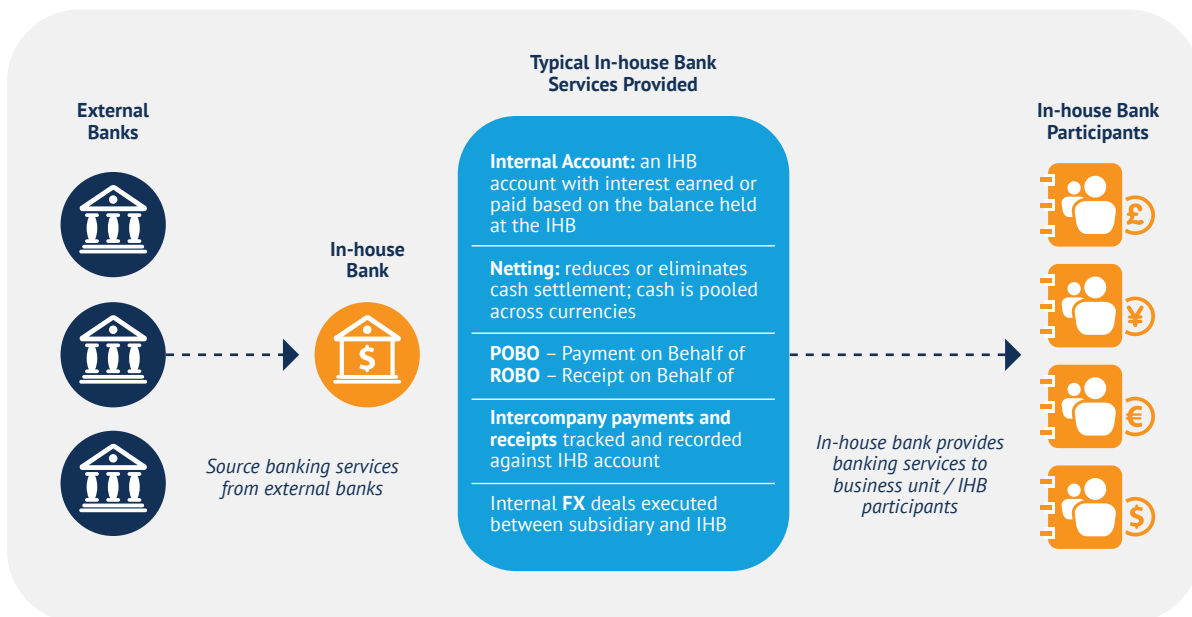 Typical In-house Bank
Services Provided
External
Banks
In-house Bank
Participants
Internal Account: an IHB
account with interest earned or
paid based on the balance held
at the IHB
In-house
Bank
$
Netting: reduces or eliminates
cash settlement; cash is pooled
across currencies
POBO – Payment on Behalf of
ROBO – Receipt on Behalf of
Intercompany payments and
receipts tracked and recorded
against IHB account
Internal FX deals executed
between subsidiary and IHB
Source banking services
from external banks
In-house bank provides
banking services to
business unit / IHB
participants
£
¥
€
$